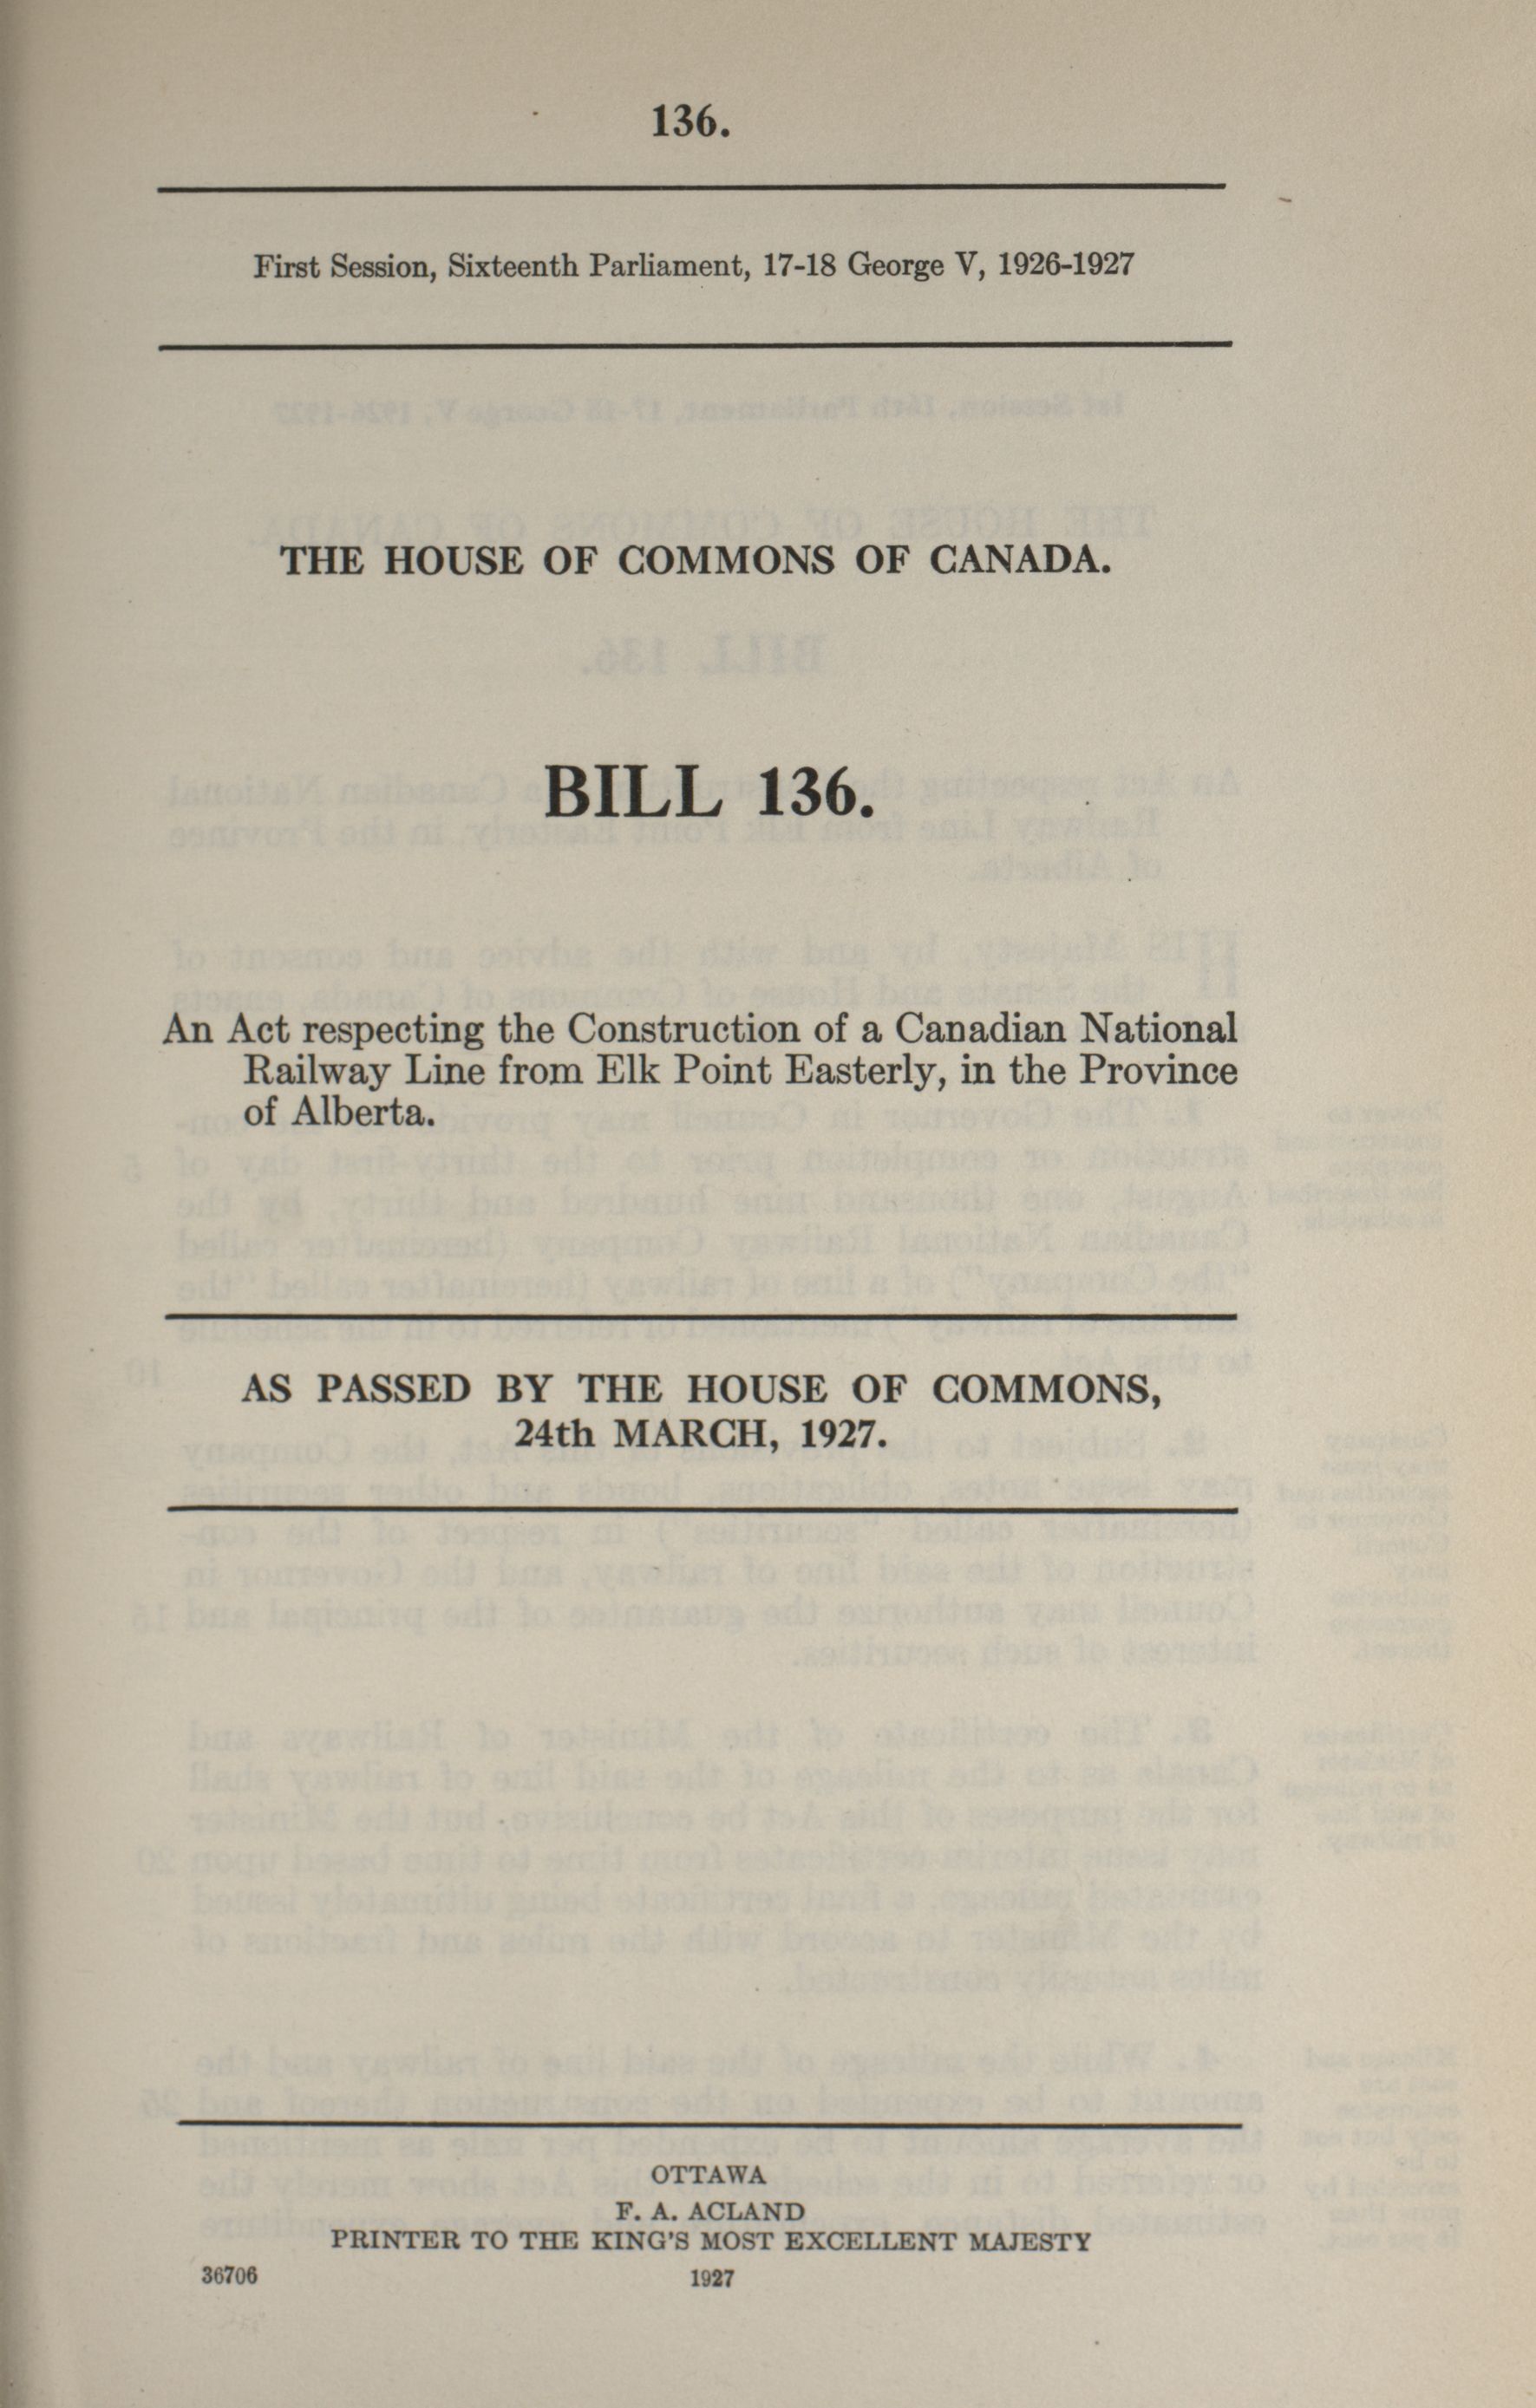 136.
First Session, Sixteenth Parliament, 17-18 George V, 1926-1927
THE HOUSE OF COMMONS OF CANADA.
BILL 136.
An Act respecting the Construction of a Canadian National
Railway Line from Elk Point Easterly, in the Province
of Alberta.
AS PASSED BY THE HOUSE OF COMMONS,
24th MARCH, 1927.
OTTAWA
F. A. ACLAND
PRINTER TO THE KING'S MOST EXCELLENT MAJESTY
36706 1927